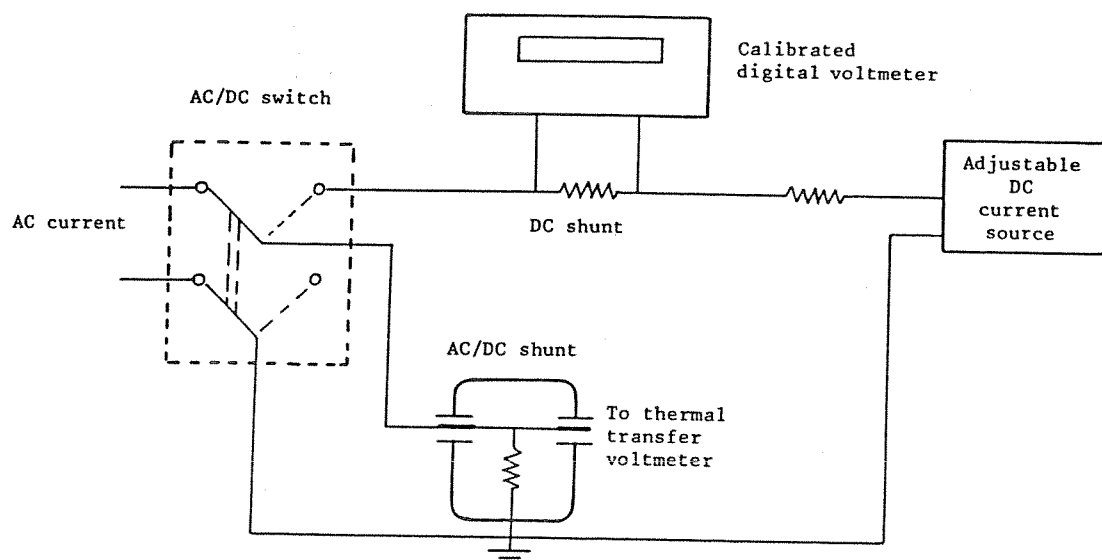 Calibrated
digital voltmeter
AC/DC switch
Adjustable
DC
current
source
AC current
DC shunt
AC/DC shunt
To thermal
transfer
voltmeter